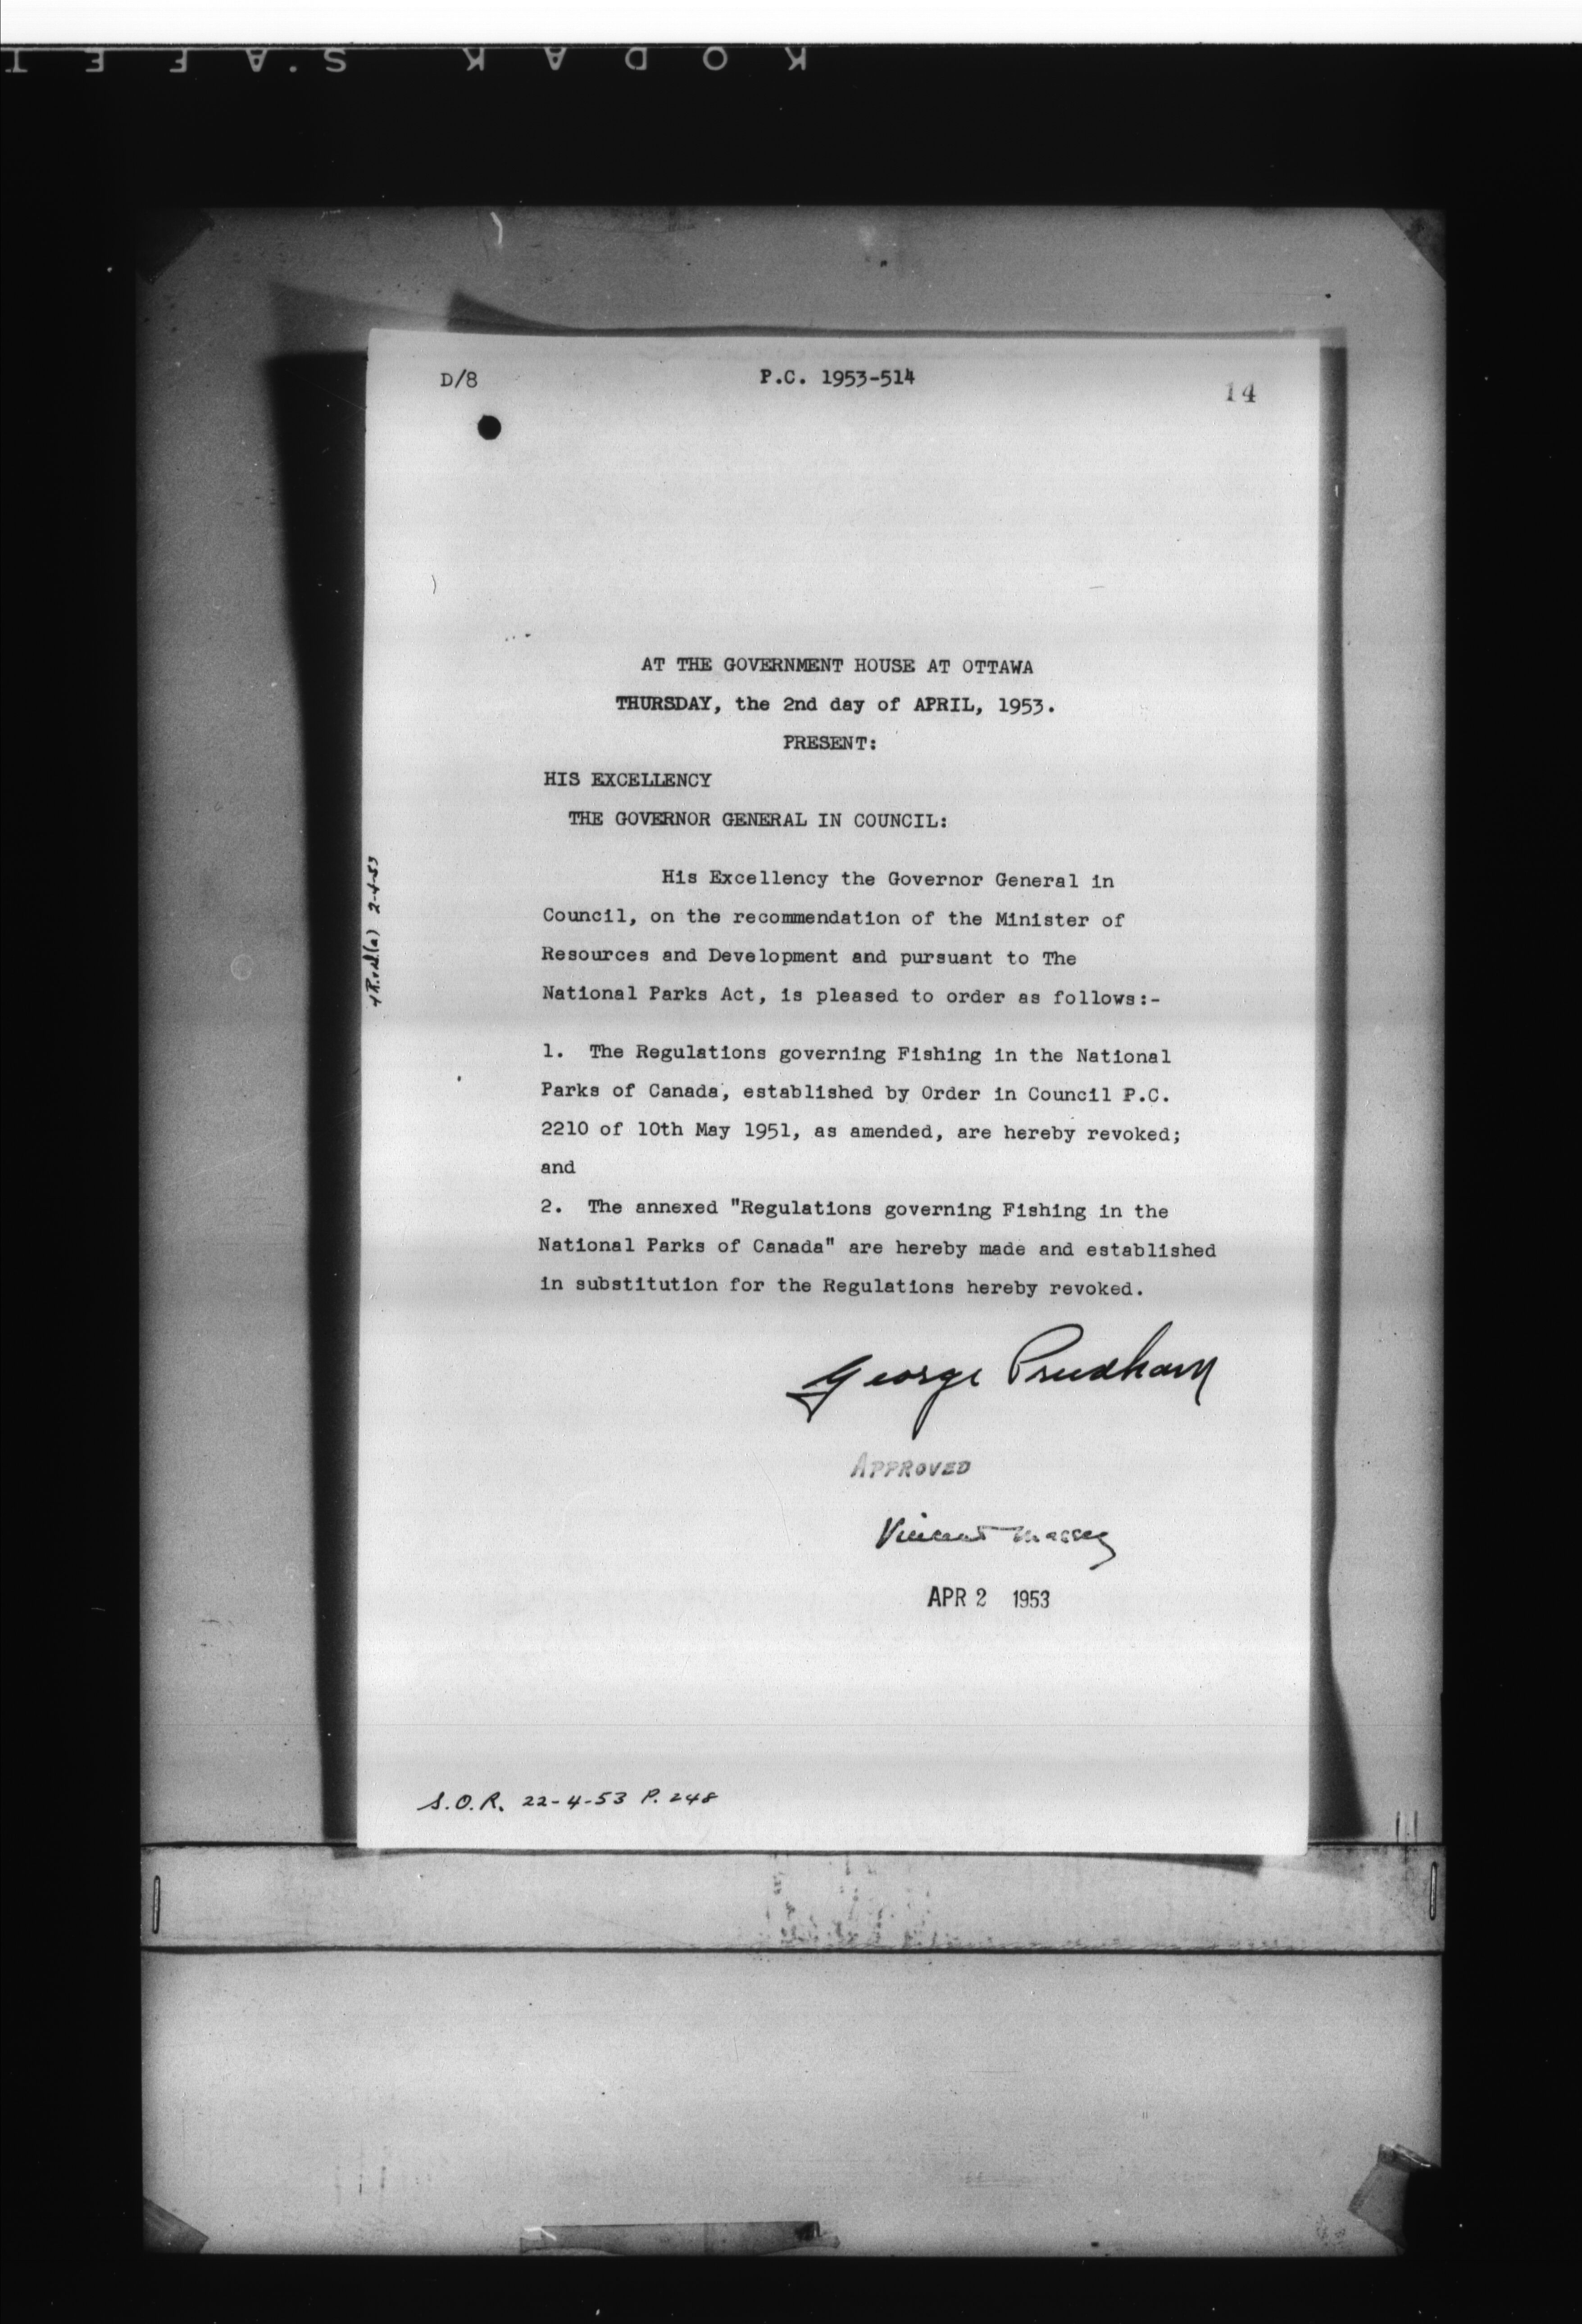 KODAK SAFET
D/8 P.C. 1953-514 14
AT THE GOVERNMENT HOUSE AT OTTAWA
THURSDAY, the 2nd day of APRIL, 1953.
PRESENT:
HIS EXCELLENCY
THE GOVERNOR GENERAL IN COUNCIL:
His Excellency the Governor General in
Council, on the recommendation of the Minister of
Resources and Development and pursuant to The
National Parks Act, is pleased to order as follows:-
1. The Regulations governing Fishing in the National
Parks of Canada, established by Order in Council P.C.
2210 of 10th May 1951, as amended, are hereby revoked;
and
2. The annexed "Regulations governing Fishing in the
National Parks of Canada" are hereby made and established
in substitution for the Regulations hereby revoked.
George Prudham
APPROVED
Vincent Massey
APR 2 1953
S.O.R. 22-4-53 P. 248
2-4-53